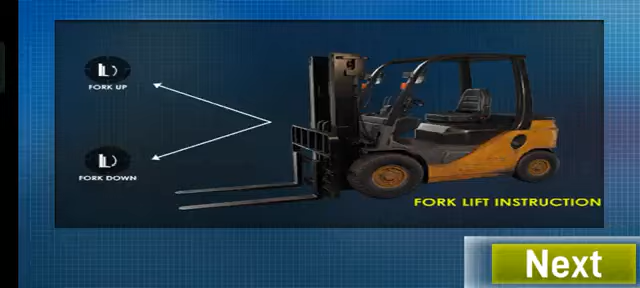 FORK UP
FORK DOWN
FORK LIFT INSTRUCTION
Next